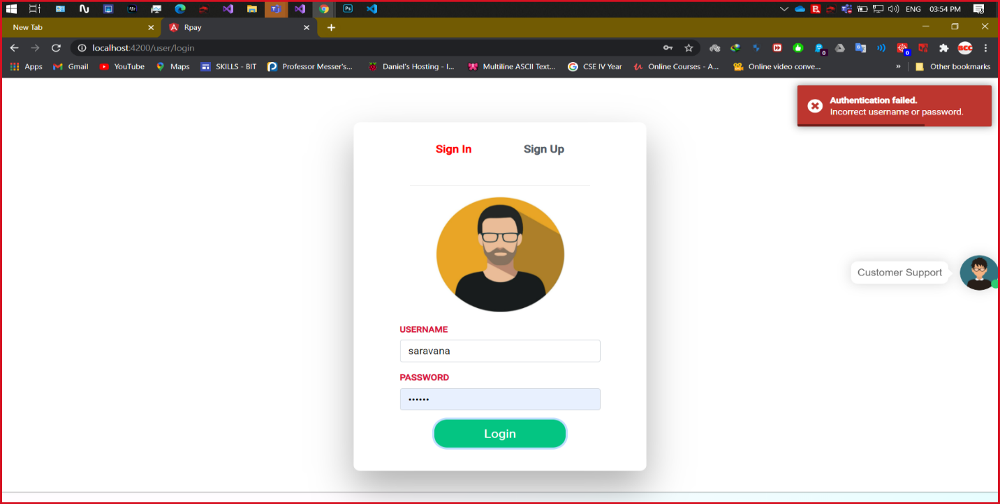 ENG 03:54 PM
New Tab
Rpay
localhost:4200/user/login
Apps Gmail YouTube Maps SKILLS - BIT Professor Messer's... Daniel's Hosting - I... Multiline ASCII Text... CSE IV Year Online Courses - A... Online video conve... » Other bookmarks
Authentication failed.
Incorrect username or password.
Sign In Sign Up
Customer Support
USERNAME
saravana
PASSWORD
••••••
Login